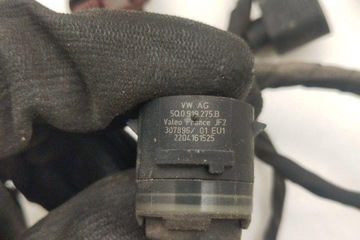 VW AG
5Q0.919.275.B
Valeo France JF2
307896/ 01 EU1
2204161525